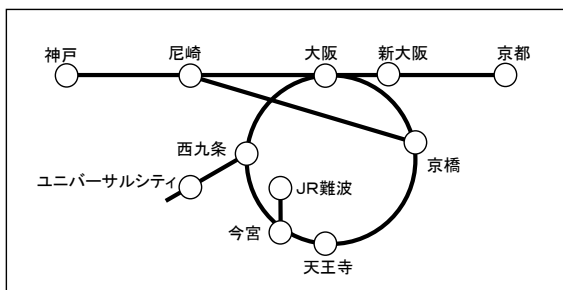 神戸
尼崎
大阪
新大阪
京都
西九条
京橋
ユニバーサルシティ
JR難波
今宮
天王寺